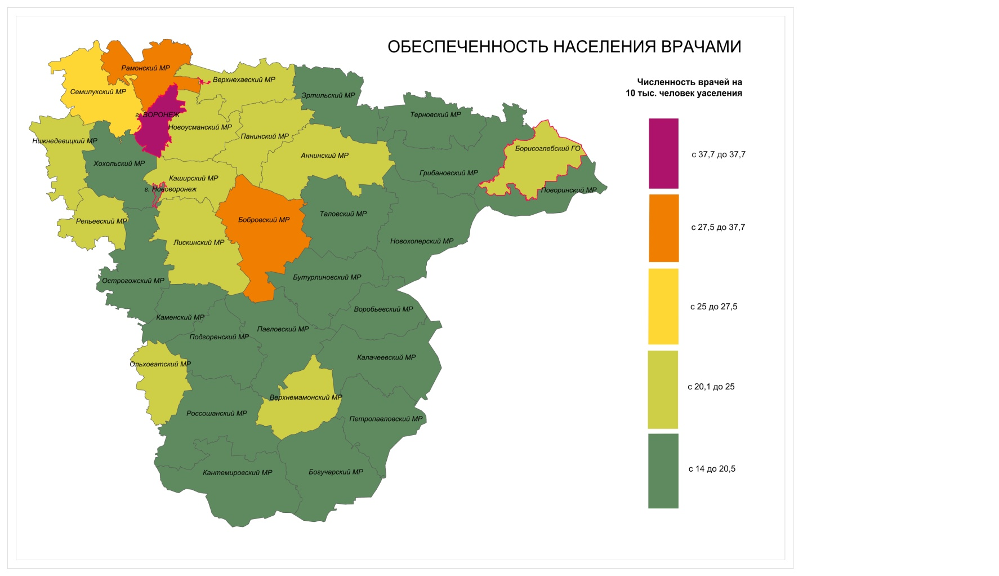 ОБЕСПЕЧЕННОСТЬ НАСЕЛЕНИЯ ВРАЧАМИ
Численность врачей на
10 тыс. человек уаселения
с 37,7 до 37,7
с 27,5 до 37,7
с 25 до 27,5
с 20,1 до 25
с 14 до 20,5
Рамонский МР
Верхнехавский МР
Семилукский МР
Эртильский МР
г. ВОРОНЕЖ
Терновский МР
Новоусманский МР
Панинский МР
Нижнедевицкий МР
Борисоглебский ГО
Аннинский МР
Хохольский МР
Грибановский МР
Каширский МР
г. Нововоронеж
Поворинский МР
Таловский МР
Бобровский МР
Репьевский МР
Новохоперский МР
Лискинский МР
Бутурлиновский МР
Острогожский МР
Воробьевский МР
Каменский МР
Павловский МР
Подгоренский МР
Калачеевский МР
Ольховатский МР
Верхнемамонский МР
Россошанский МР
Петропавловский МР
Кантемировский МР
Богучарский МР